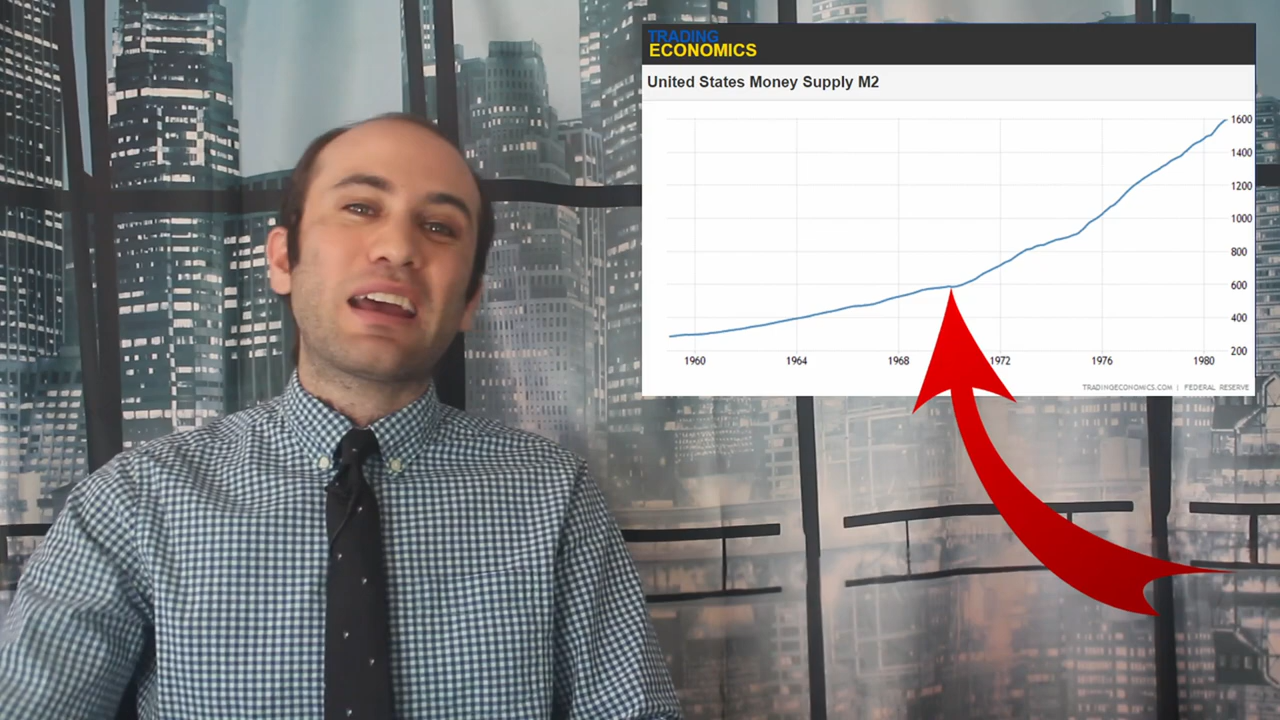 TRADING
ECONOMICS
United States Money Supply M2
1600
1400
1200
1000
800
600
400
200
1960 1964 1968 1972 1976 1980
TRADINGECONOMICS.COM | FEDERAL RESERVE